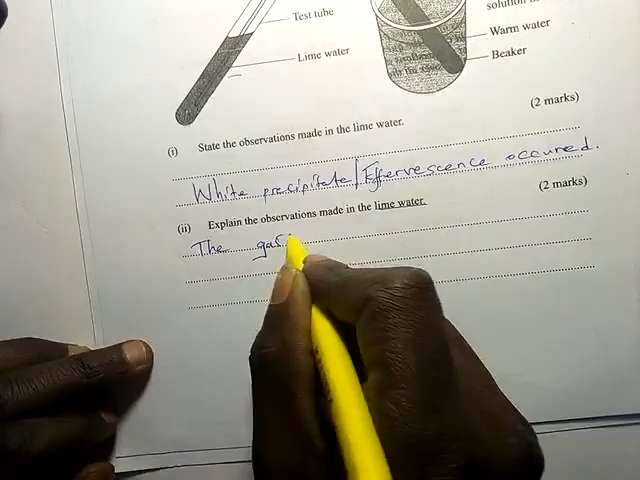 Test tube
solution
Warm water
Lime water
Beaker
(2 marks)
(i) State the observations made in the lime water.
White precipitate/Effervescence occured.
(2 marks)
(ii) Explain the observations made in the lime water.
The gas